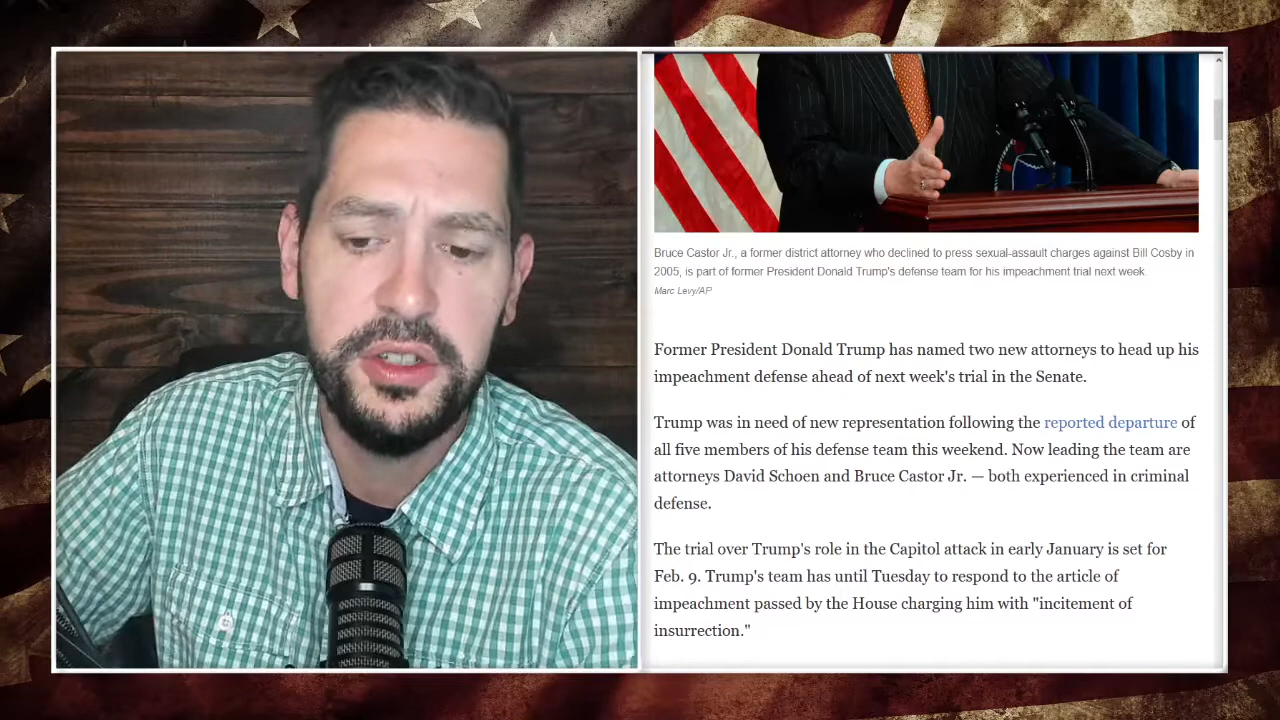 Bruce Castor Jr., a former district attorney who declined to press sexual-assault charges against Bill Cosby in
2005, is part of former President Donald Trump's defense team for his impeachment trial next week.
Marc Levy/AP
Former President Donald Trump has named two new attorneys to head up his
impeachment defense ahead of next week's trial in the Senate.
Trump was in need of new representation following the reported departure of
all five members of his defense team this weekend. Now leading the team are
attorneys David Schoen and Bruce Castor Jr. — both experienced in criminal
defense.
The trial over Trump's role in the Capitol attack in early January is set for
Feb. 9. Trump's team has until Tuesday to respond to the article of
impeachment passed by the House charging him with "incitement of
insurrection."